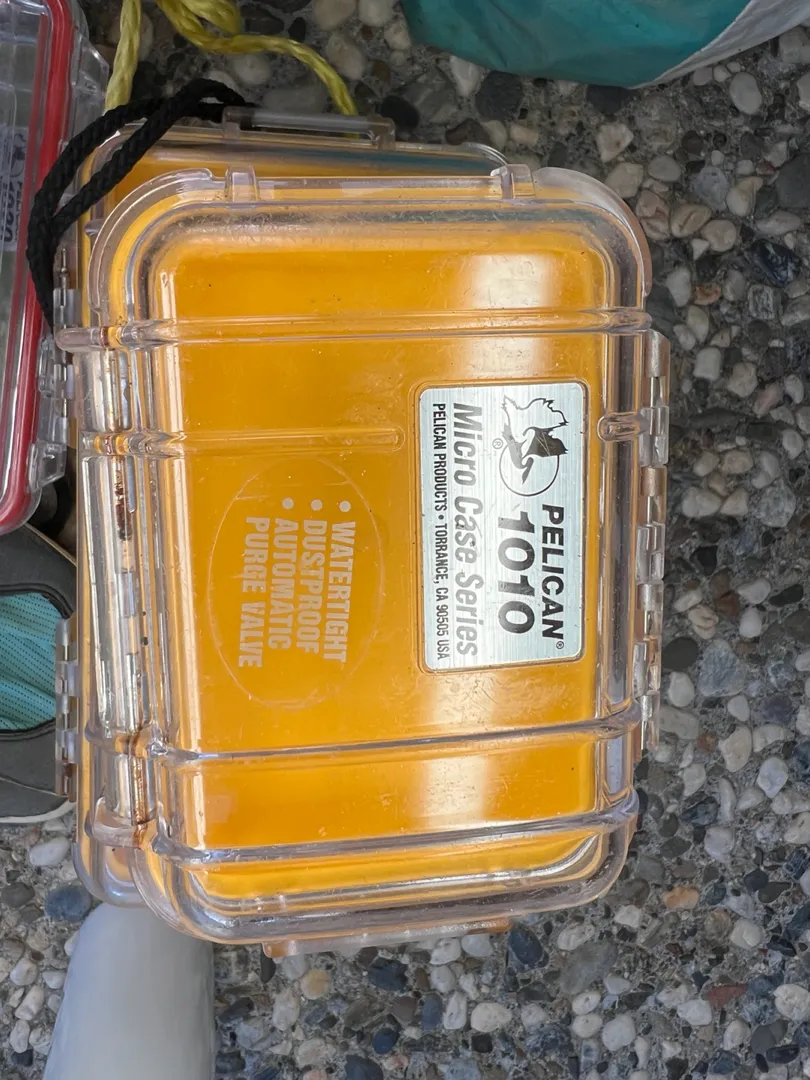 PELICAN®
1010
Micro Case Series
®
PELICAN PRODUCTS • TORRANCE, CA 90505 USA
• WATERTIGHT
• DUSTPROOF
• AUTOMATIC
PURGE VALVE